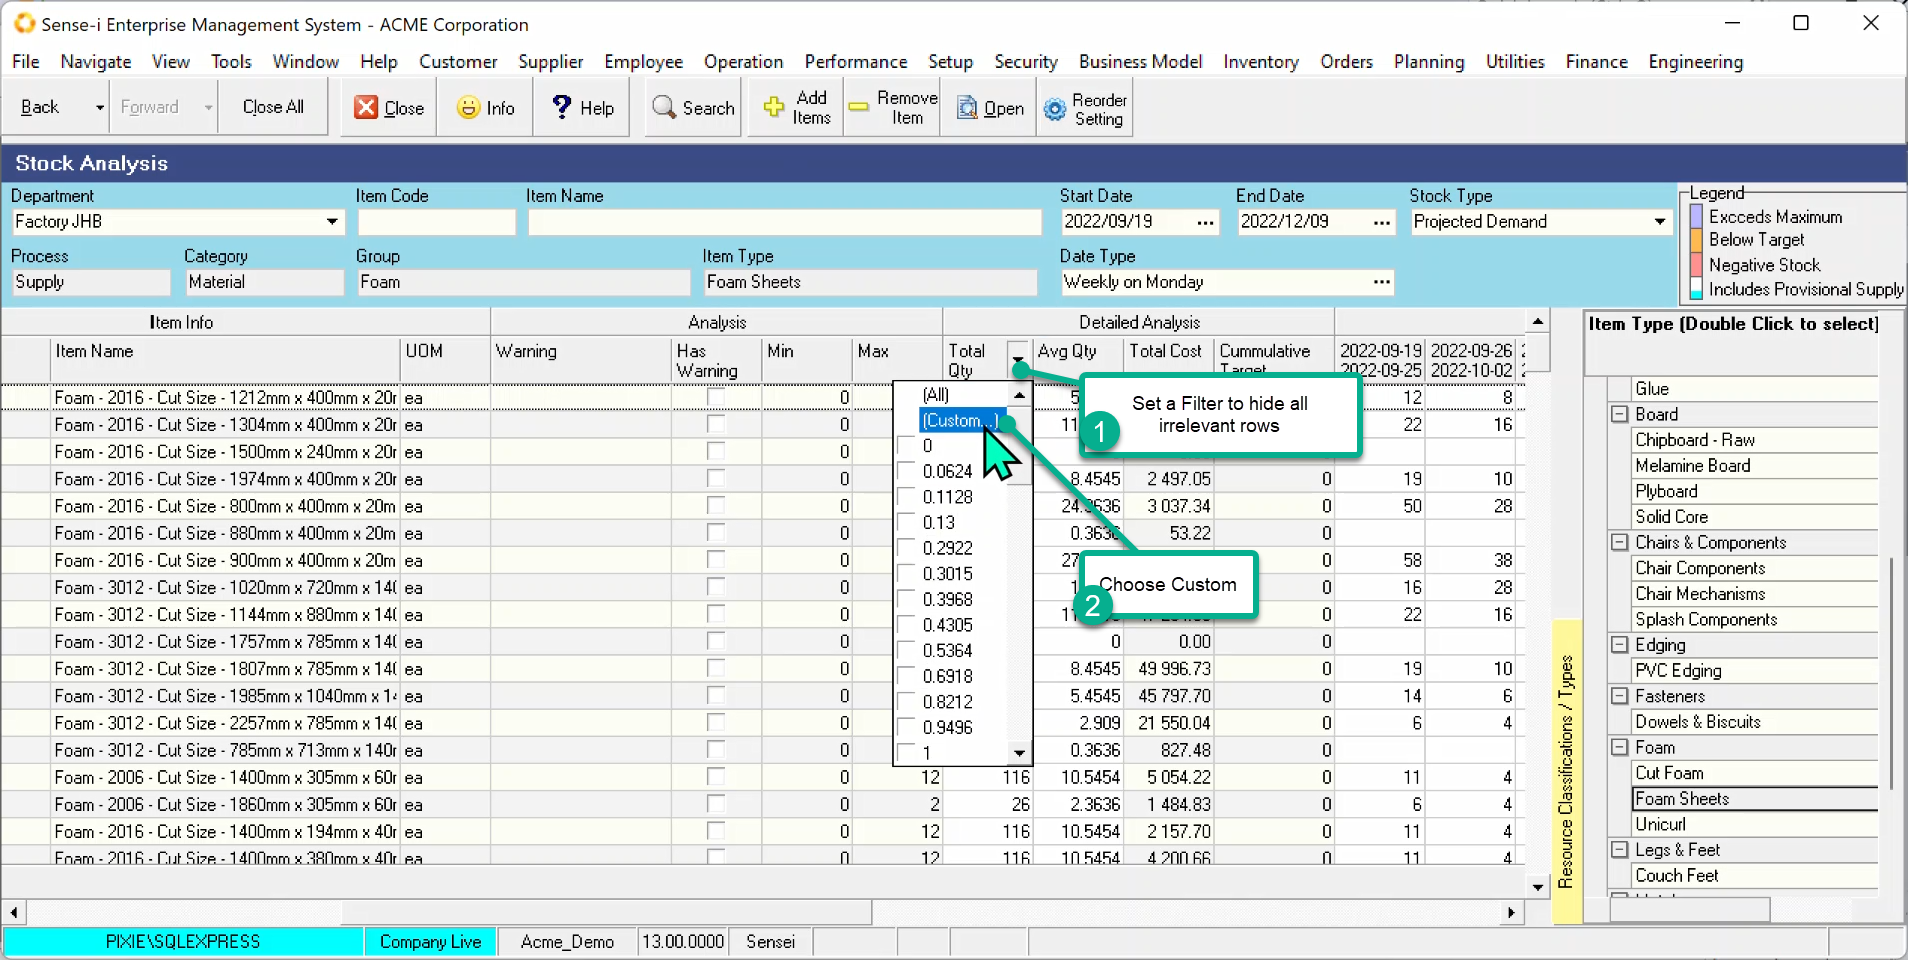 Sense-i Enterprise Management System - ACME Corporation
File Navigate View Tools Window Help Customer Supplier Employee Operation Performance Setup Security Business Model Inventory Orders Planning Utilities Finance Engineering
Back Forward Close All Close Info Help Search Add Items Remove Item Open Reorder Setting
Stock Analysis
Department Item Code Item Name Start Date End Date Stock Type
Factory JHB 2022/09/19 ... 2022/12/09 ... Projected Demand
Process Category Group Item Type Date Type
Supply Material Foam Foam Sheets Weekly on Monday ...
Legend
Excceds Maximum
Below Target
Negative Stock
Includes Provisional Supply
Item Info Analysis Detailed Analysis
Item Name UOM Warning Has Warning Min Max Total Qty Avg Qty Total Cost Cummulative Target 2022-09-19 2022-09-25 2022-09-26 2022-10-02
Foam - 2016 - Cut Size - 1212mm x 400mm x 20r ea 0 12 8
Foam - 2016 - Cut Size - 1304mm x 400mm x 20r ea 0 22 16
Foam - 2016 - Cut Size - 1500mm x 240mm x 20r ea 0
Foam - 2016 - Cut Size - 1974mm x 400mm x 20r ea 0 8.4545 2 497.05 0 19 10
Foam - 2016 - Cut Size - 800mm x 400mm x 20m ea 0 3 037.34 0 50 28
Foam - 2016 - Cut Size - 880mm x 400mm x 20m ea 0 0.3636 53.22 0
Foam - 2016 - Cut Size - 900mm x 400mm x 20m ea 0 58 38
Foam - 3012 - Cut Size - 1020mm x 720mm x 140 ea 0 0 16 28
Foam - 3012 - Cut Size - 1144mm x 880mm x 140 ea 0 0 22 16
Foam - 3012 - Cut Size - 1757mm x 785mm x 140 ea 0 0 0.00 0
Foam - 3012 - Cut Size - 1807mm x 785mm x 140 ea 0 8.4545 49 996.73 0 19 10
Foam - 3012 - Cut Size - 1985mm x 1040mm x 14 ea 0 5.4545 45 797.70 0 14 6
Foam - 3012 - Cut Size - 2257mm x 785mm x 140 ea 0 2.909 21 550.04 0 6 4
Foam - 3012 - Cut Size - 785mm x 713mm x 140r ea 0 0.3636 827.48 0
Foam - 2006 - Cut Size - 1400mm x 305mm x 60r ea 0 12 116 10.5454 5 054.22 0 11 4
Foam - 2006 - Cut Size - 1860mm x 305mm x 60r ea 0 2 26 2.3636 1 484.83 0 6 4
Foam - 2016 - Cut Size - 1400mm x 194mm x 40r ea 0 12 116 10.5454 2 157.70 0 11 4
Foam - 2016 - Cut Size - 1400mm x 380mm x 40r ea 0 12 116 10.5454 4 200.66 0 11 4
(All)
(Custom...)
0
0.0624
0.1128
0.13
0.2922
0.3015
0.3968
0.4305
0.5364
0.6918
0.8212
0.9496
1
Set a Filter to hide all
irrelevant rows
1
Choose Custom
2
Resource Classifications / Types
Item Type (Double Click to select)
Glue
Board
Chipboard - Raw
Melamine Board
Plyboard
Solid Core
Chairs & Components
Chair Components
Chair Mechanisms
Splash Components
Edging
PVC Edging
Fasteners
Dowels & Biscuits
Foam
Cut Foam
Foam Sheets
Unicurl
Legs & Feet
Couch Feet
PIXIE\SQLEXPRESS Company Live Acme_Demo 13.00.0000 Sensei